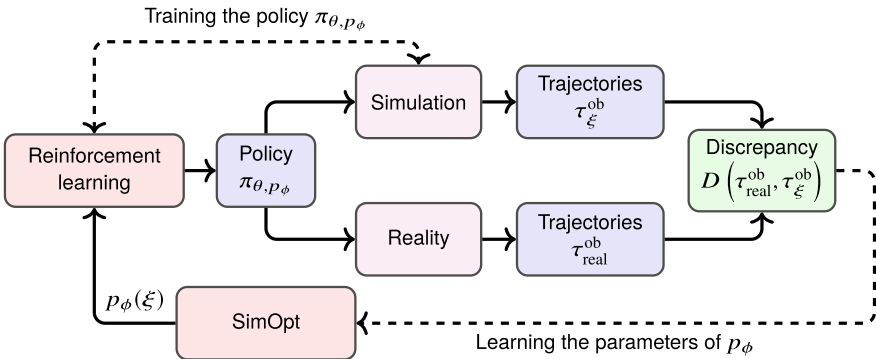 Training the policy π_{θ,p_ϕ}
Simulation
Trajectories
τ_ξ^ob
Reinforcement
learning
Policy
π_{θ,p_ϕ}
Discrepancy
D (τ_real^ob, τ_ξ^ob)
Reality
Trajectories
τ_real^ob
p_ϕ(ξ)
SimOpt
Learning the parameters of p_ϕ